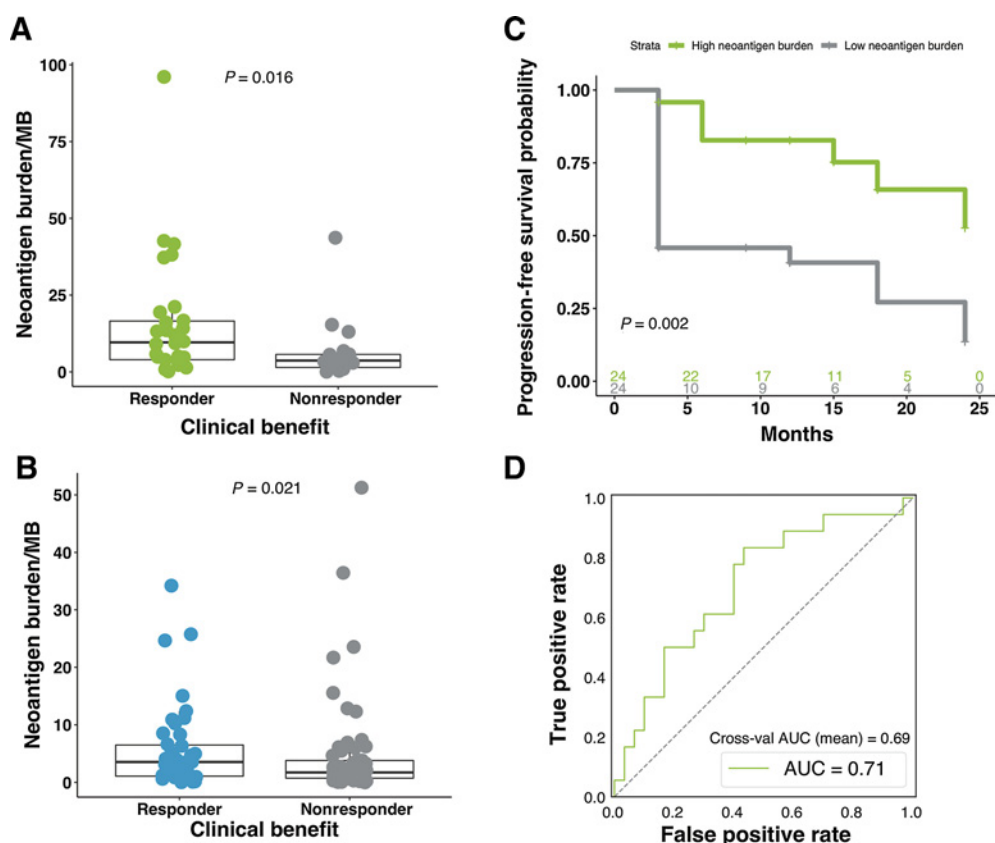 A
P = 0.016
100
75
50
25
0
Neoantigen burden/MB
Responder Nonresponder
Clinical benefit
B
P = 0.021
50
40
30
20
10
0
Neoantigen burden/MB
Responder Nonresponder
Clinical benefit
C
Strata High neoantigen burden Low neoantigen burden
1.00
0.75
0.50
0.25
0.00
Progression-free survival probability
P = 0.002
24 22 17 11 5 0
24 10 9 6 4 0
0 5 10 15 20 25
Months
D
1.0
0.8
0.6
0.4
0.2
0.0
True positive rate
Cross-val AUC (mean) = 0.69
AUC = 0.71
0.0 0.2 0.4 0.6 0.8 1.0
False positive rate